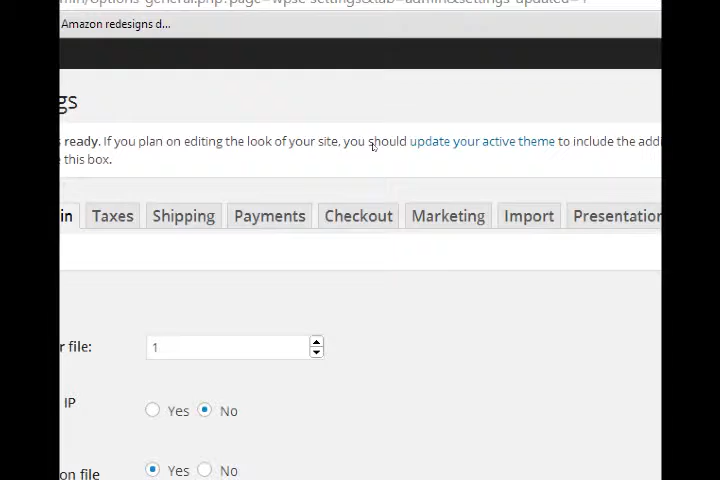 Amazon redesigns d...
gs
ready. If you plan on editing the look of your site, you should update your active theme to include the addi
this box.
in Taxes Shipping Payments Checkout Marketing Import Presentation
r file: 1
IP Yes No
on file Yes No